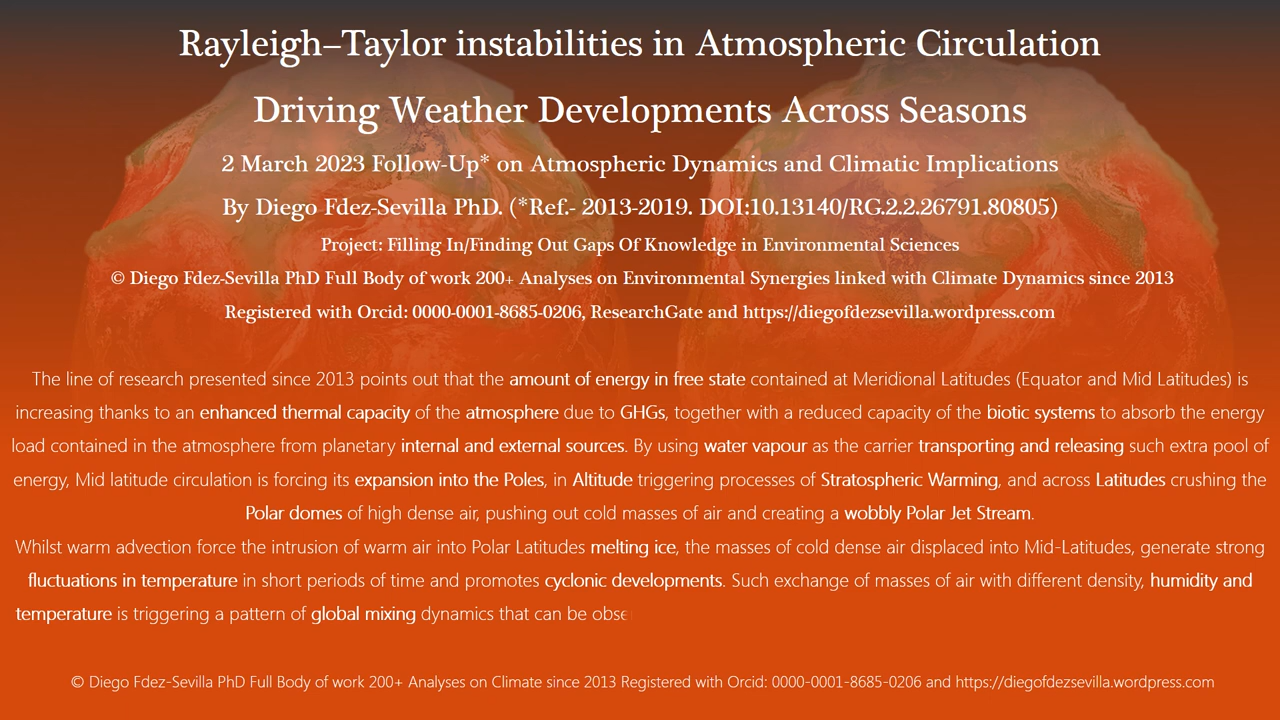 Rayleigh–Taylor instabilities in Atmospheric Circulation
Driving Weather Developments Across Seasons
2 March 2023 Follow-Up* on Atmospheric Dynamics and Climatic Implications
By Diego Fdez-Sevilla PhD. (*Ref.- 2013-2019. DOI:10.13140/RG.2.2.26791.80805)
Project: Filling In/Finding Out Gaps Of Knowledge in Environmental Sciences
© Diego Fdez-Sevilla PhD Full Body of work 200+ Analyses on Environmental Synergies linked with Climate Dynamics since 2013
Registered with Orcid: 0000-0001-8685-0206, ResearchGate and https://diegofdezsevilla.wordpress.com
The line of research presented since 2013 points out that the amount of energy in free state contained at Meridional Latitudes (Equator and Mid Latitudes) is
increasing thanks to an enhanced thermal capacity of the atmosphere due to GHGs, together with a reduced capacity of the biotic systems to absorb the energy
load contained in the atmosphere from planetary internal and external sources. By using water vapour as the carrier transporting and releasing such extra pool of
energy, Mid latitude circulation is forcing its expansion into the Poles, in Altitude triggering processes of Stratospheric Warming, and across Latitudes crushing the
Polar domes of high dense air, pushing out cold masses of air and creating a wobbly Polar Jet Stream.
Whilst warm advection force the intrusion of warm air into Polar Latitudes melting ice, the masses of cold dense air displaced into Mid-Latitudes, generate strong
fluctuations in temperature in short periods of time and promotes cyclonic developments. Such exchange of masses of air with different density, humidity and
temperature is triggering a pattern of global mixing dynamics that can be obse
© Diego Fdez-Sevilla PhD Full Body of work 200+ Analyses on Climate since 2013 Registered with Orcid: 0000-0001-8685-0206 and https://diegofdezsevilla.wordpress.com